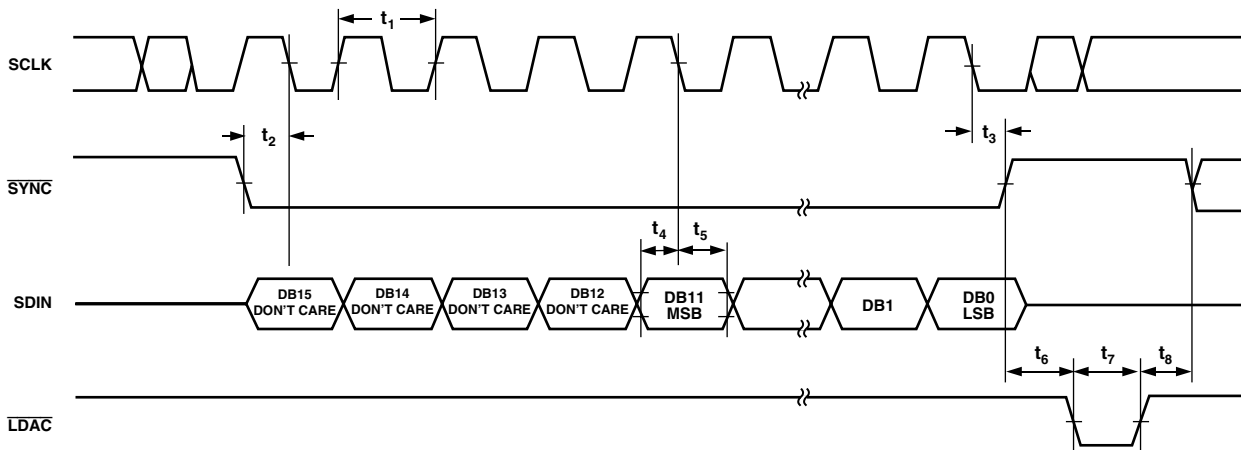 t1
SCLK
t2
t3
SYNC
t4
t5
SDIN
DB15
DON'T CARE
DB14
DON'T CARE
DB13
DON'T CARE
DB12
DON'T CARE
DB11
MSB
DB1
DB0
LSB
t6
t7
t8
LDAC